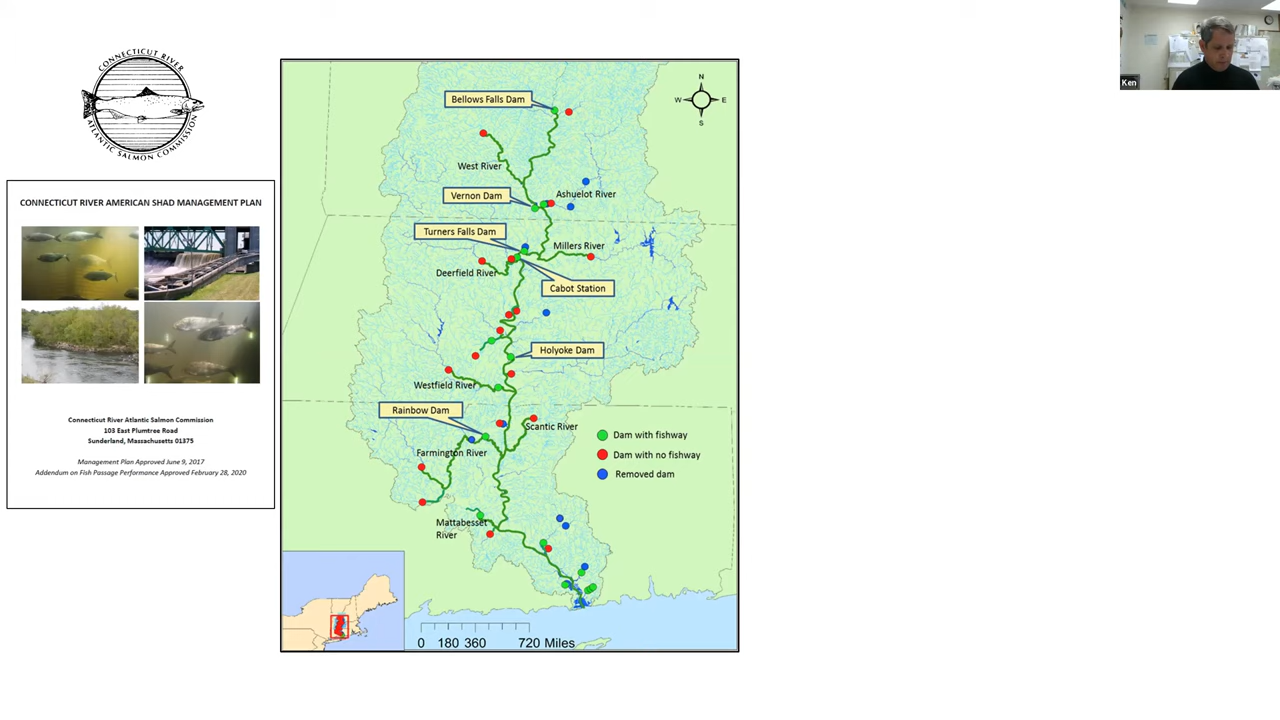 CONNECTICUT RIVER
ATLANTIC SALMON COMMISSION
CONNECTICUT RIVER AMERICAN SHAD MANAGEMENT PLAN
Connecticut River Atlantic Salmon Commission
103 East Plumtree Road
Sunderland, Massachusetts 01375
Management Plan Approved June 9, 2017
Addendum on Fish Passage Performance Approved February 28, 2020
N
W
E
S
Bellows Falls Dam
West River
Vernon Dam
Ashuelot River
Turners Falls Dam
Millers River
Deerfield River
Cabot Station
Holyoke Dam
Westfield River
Rainbow Dam
Scantic River
Farmington River
Mattabesset
River
Dam with fishway
Dam with no fishway
Removed dam
0 180 360 720 Miles
Ken